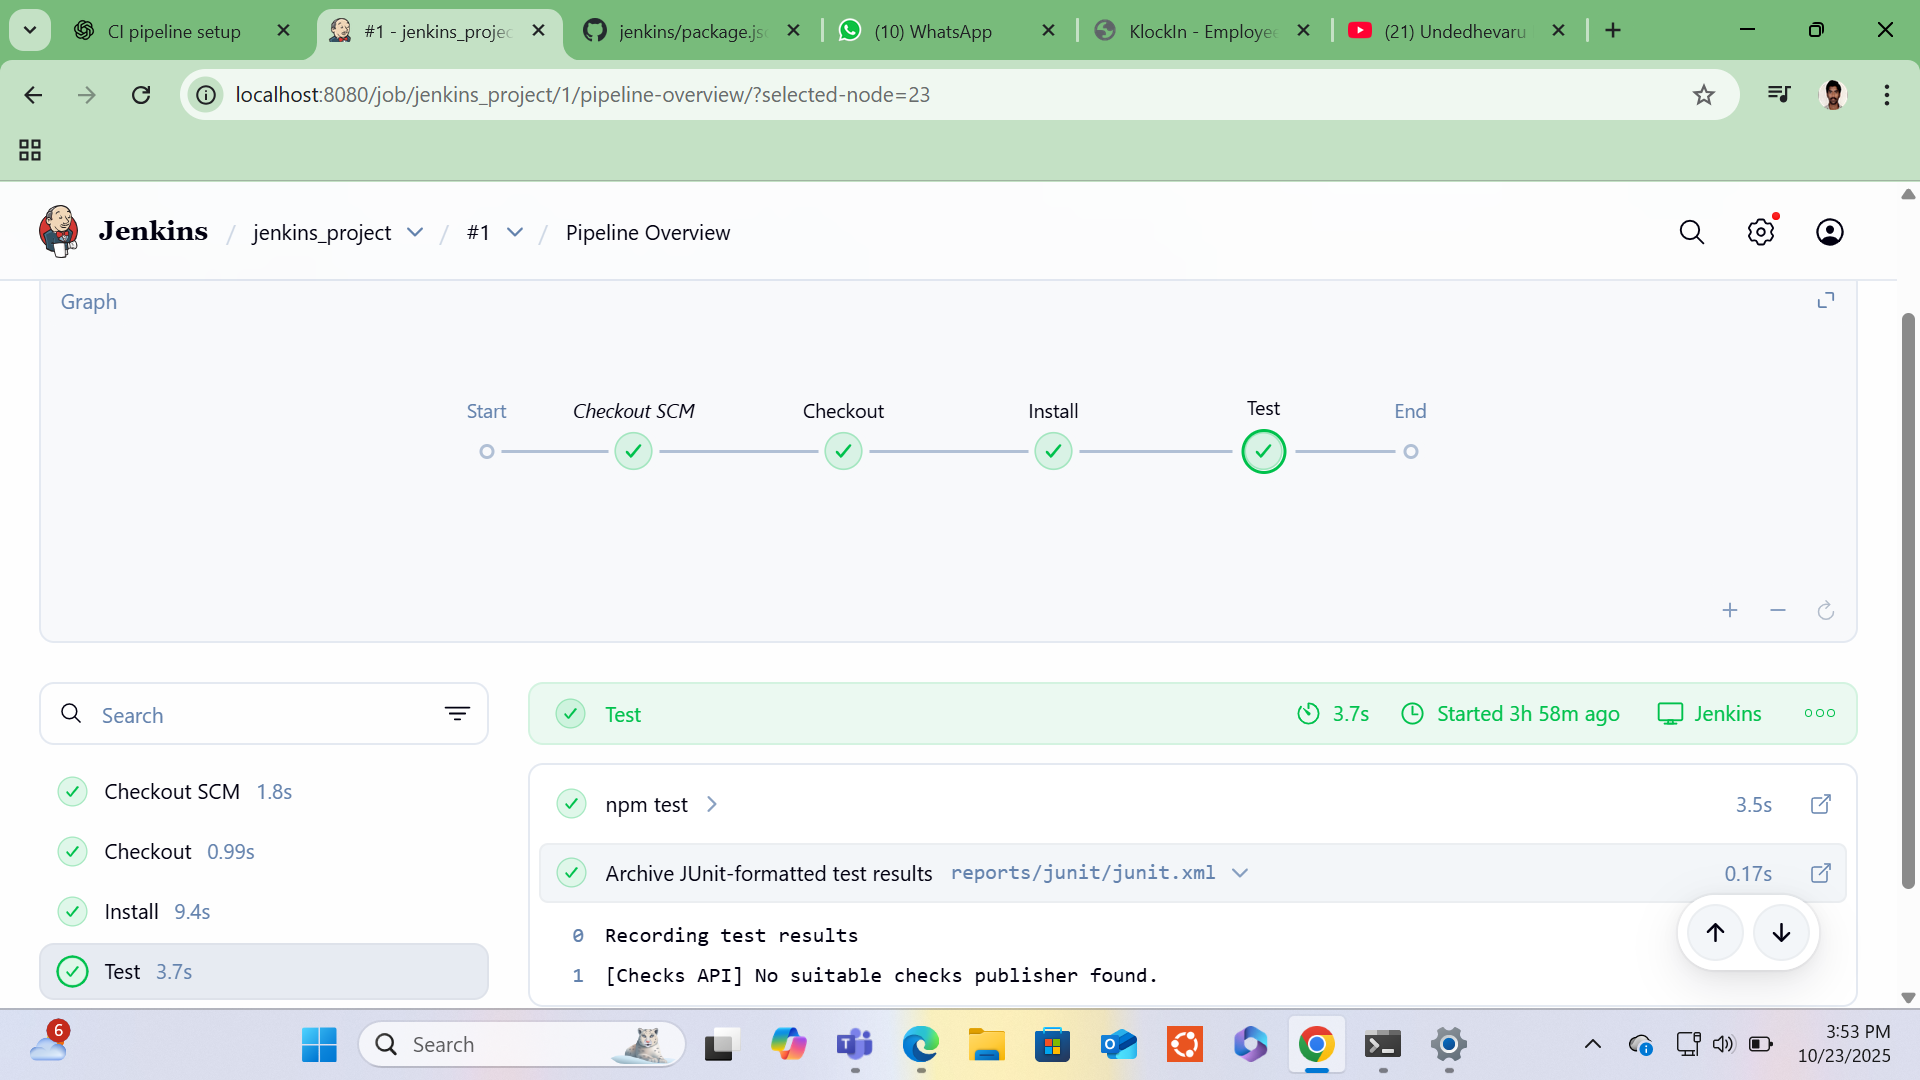 CI pipeline setup
#1 - jenkins_projec
jenkins/package.js
(10) WhatsApp
KlockIn - Employee
(21) Undedhevaru
localhost:8080/job/jenkins_project/1/pipeline-overview/?selected-node=23
Jenkins / jenkins_project / #1 / Pipeline Overview
Graph
Start Checkout SCM Checkout Install Test End
Search
Test 3.7s Started 3h 58m ago Jenkins
Checkout SCM 1.8s
npm test 3.5s
Checkout 0.99s
Archive JUnit-formatted test results reports/junit/junit.xml 0.17s
Install 9.4s
0 Recording test results
Test 3.7s
1 [Checks API] No suitable checks publisher found.
6
Search
3:53 PM
10/23/2025